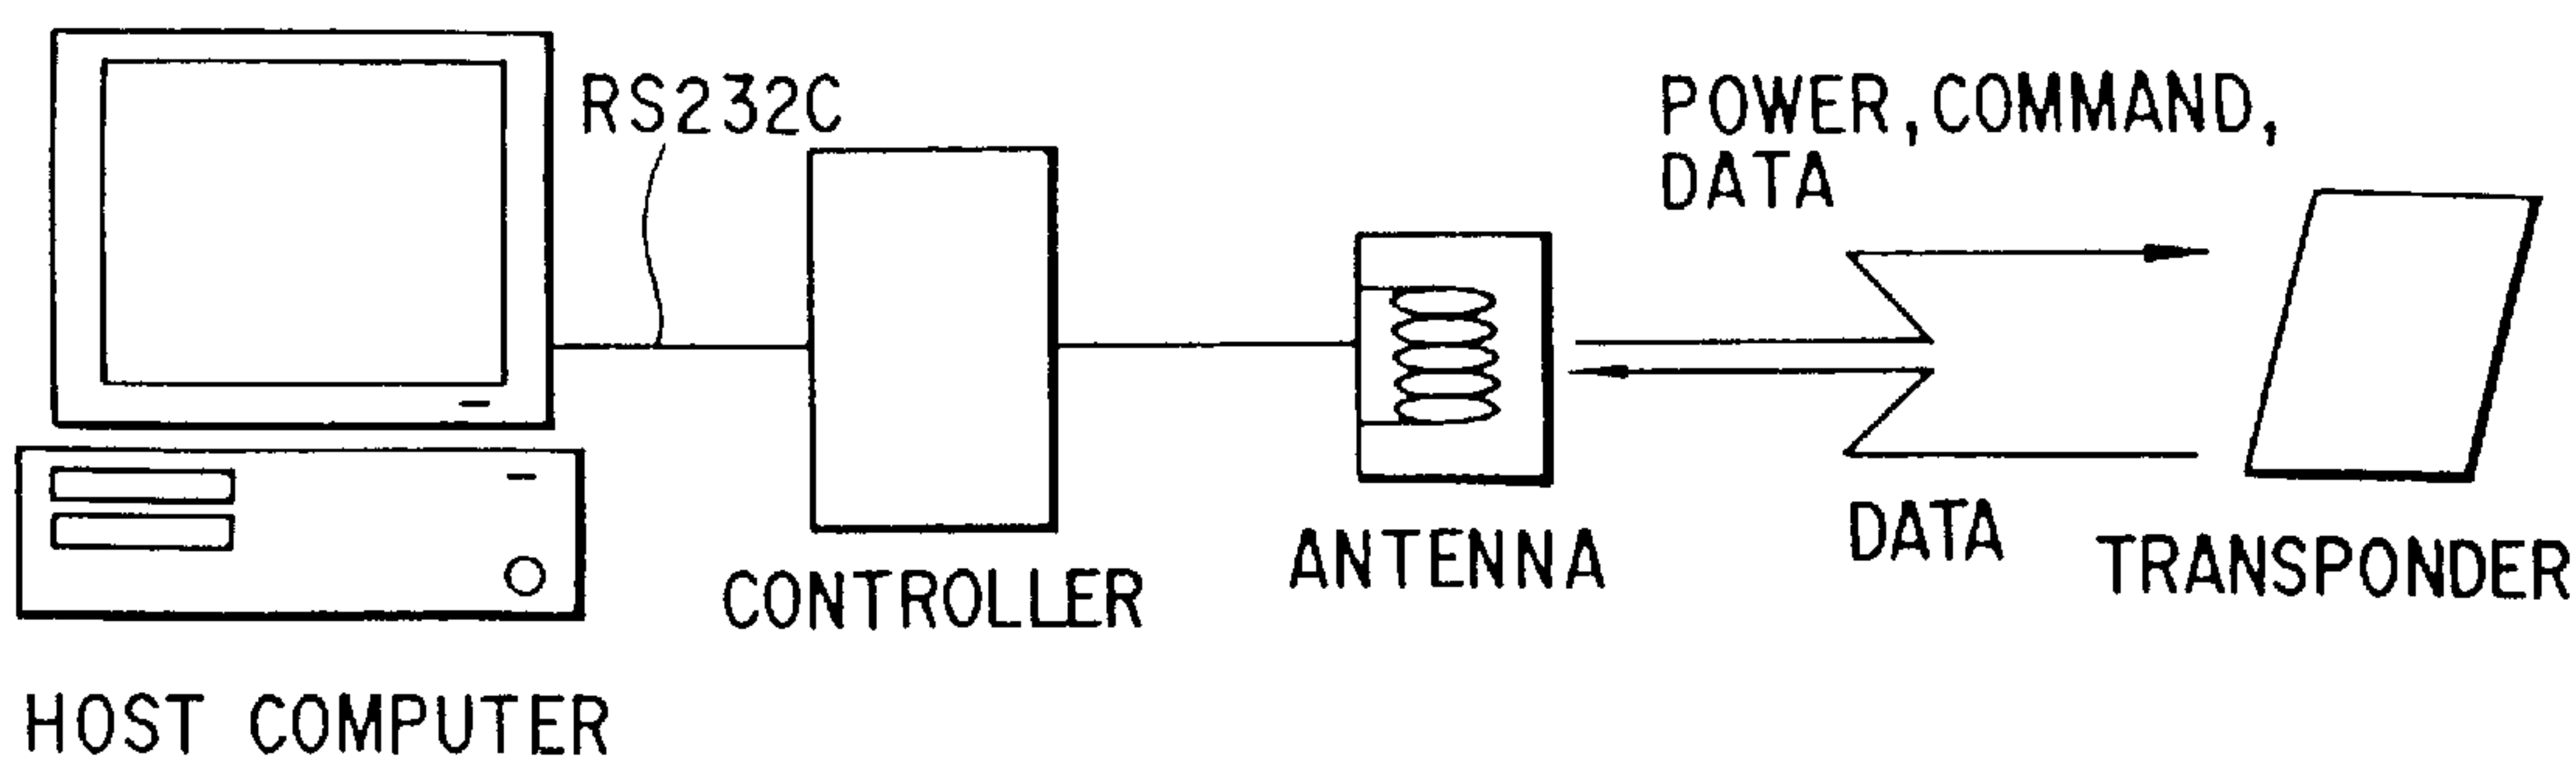 RS232C
POWER, COMMAND,
DATA
CONTROLLER
ANTENNA
DATA
TRANSPONDER
HOST COMPUTER